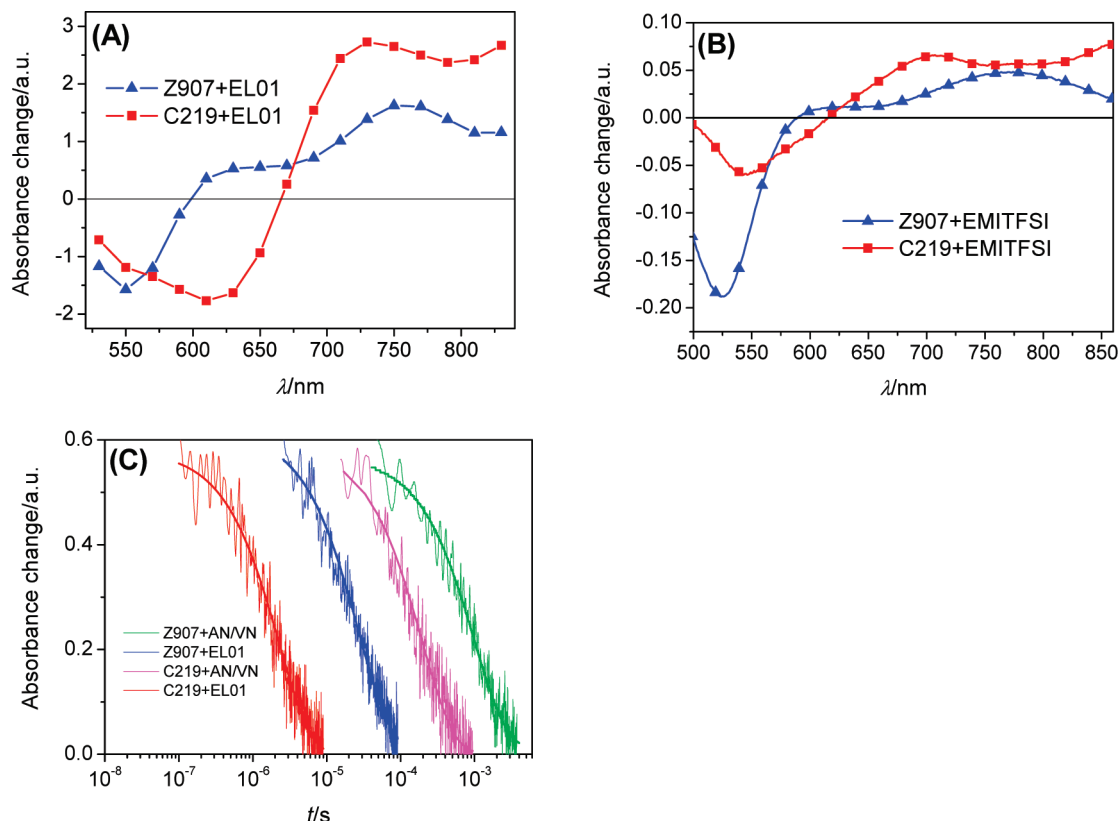 (A)
3
2
1
0
-1
-2
Absorbance change/a.u.
Z907+EL01
C219+EL01
550 600 650 700 750 800
λ/nm
(B)
0.10
0.05
0.00
-0.05
-0.10
-0.15
-0.20
Absorbance change/a.u.
Z907+EMITFSI
C219+EMITFSI
500 550 600 650 700 750 800 850
λ/nm
(C)
0.6
0.4
0.2
0.0
Absorbance change/a.u.
Z907+AN/VN
Z907+EL01
C219+AN/VN
C219+EL01
10⁻⁸ 10⁻⁷ 10⁻⁶ 10⁻⁵ 10⁻⁴ 10⁻³
t/s